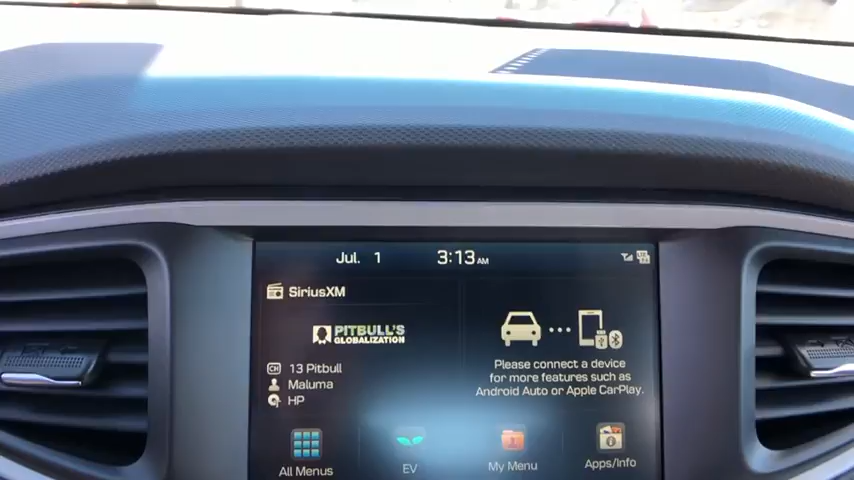 Jul. 1
3:13 AM
SiriusXM
PITBULL'S
GLOBALIZATION
CH 13 Pitbull
Maluma
HP
Please connect a device
for more features such as
Android Auto or Apple CarPlay.
All Menus
EV
My Menu
Apps/Info